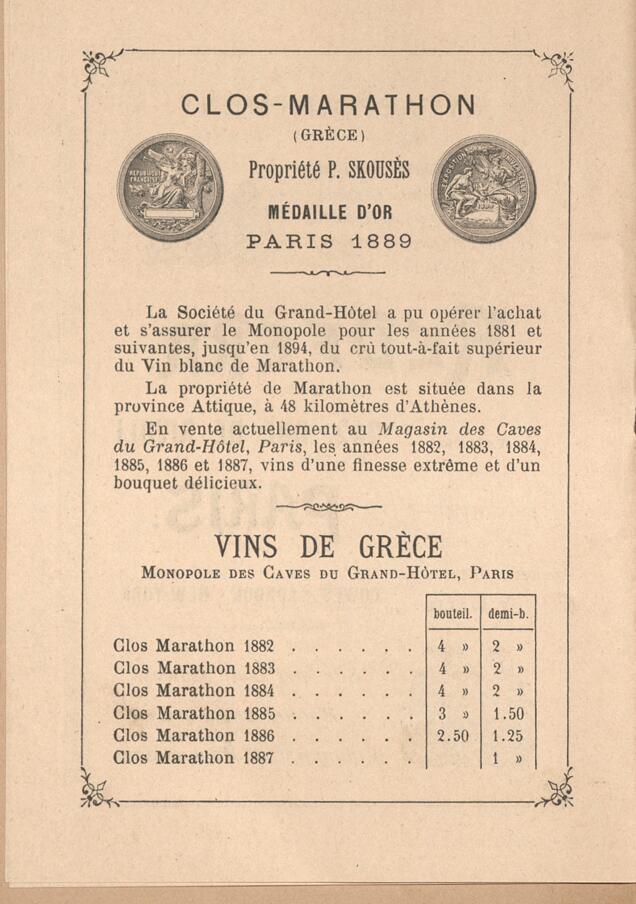 CLOS-MARATHON
(GRÈCE)
Propriété P. SKOUSÈS
MÉDAILLE D'OR
PARIS 1889
RÉPUBLIQUE
FRANÇAISE
EXPOSITION UNIVERSELLE
La Société du Grand-Hôtel a pu opérer l'achat
et s'assurer le Monopole pour les années 1881 et
suivantes, jusqu'en 1894, du crû tout-à-fait supérieur
du Vin blanc de Marathon.
La propriété de Marathon est située dans la
province Attique, à 48 kilomètres d'Athènes.
En vente actuellement au Magasin des Caves
du Grand-Hôtel, Paris, les années 1882, 1883, 1884,
1885, 1886 et 1887, vins d'une finesse extrême et d'un
bouquet délicieux.
VINS DE GRÈCE
MONOPOLE DES CAVES DU GRAND-HÔTEL, PARIS
bouteil. demi-b.
Clos Marathon 1882 . . . . . . 4 » 2 »
Clos Marathon 1883 . . . . . . 4 » 2 »
Clos Marathon 1884 . . . . . . 4 » 2 »
Clos Marathon 1885 . . . . . . 3 » 1.50
Clos Marathon 1886 . . . . . . 2.50 1.25
Clos Marathon 1887 . . . . . . 1 »